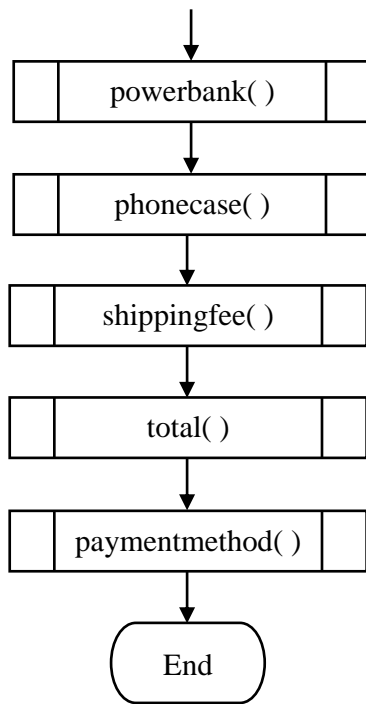 powerbank( )
phonecase( )
shippingfee( )
total( )
paymentmethod( )
End